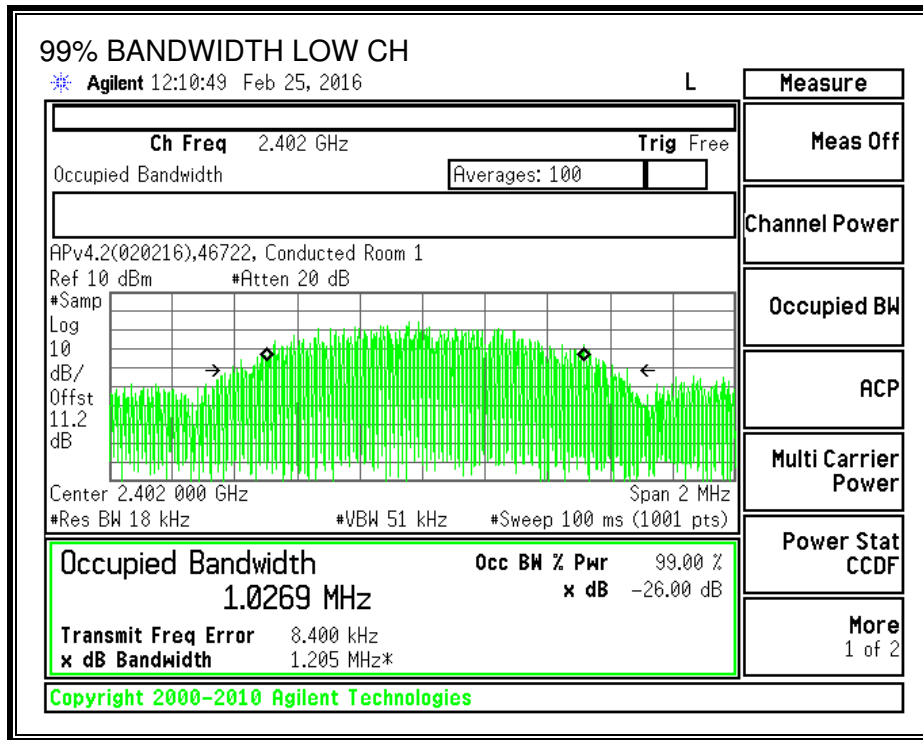 99% BANDWIDTH LOW CH
Agilent 12:10:49 Feb 25, 2016 L
Measure
Ch Freq 2.402 GHz Trig Free
Occupied Bandwidth Averages: 100
APv4.2(020216),46722, Conducted Room 1
Ref 10 dBm #Atten 20 dB
#Samp
Log
10
dB/
Offst
11.2
dB
Center 2.402 000 GHz Span 2 MHz
#Res BW 18 kHz #VBW 51 kHz #Sweep 100 ms (1001 pts)
Occupied Bandwidth Occ BW % Pwr 99.00 %
1.0269 MHz x dB -26.00 dB
Transmit Freq Error 8.400 kHz
x dB Bandwidth 1.205 MHz*
Copyright 2000-2010 Agilent Technologies
Meas Off
Channel Power
Occupied BW
ACP
Multi Carrier
Power
Power Stat
CCDF
More
1 of 2